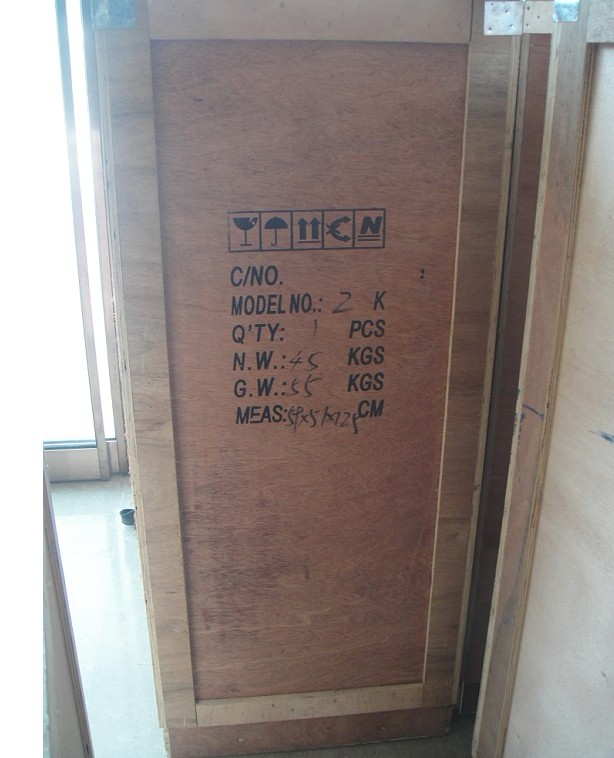 N
C/NO. :
MODEL NO.: 2 K
Q'TY: 1 PCS
N.W.: 45 KGS
G.W.: 55 KGS
MEAS: CM